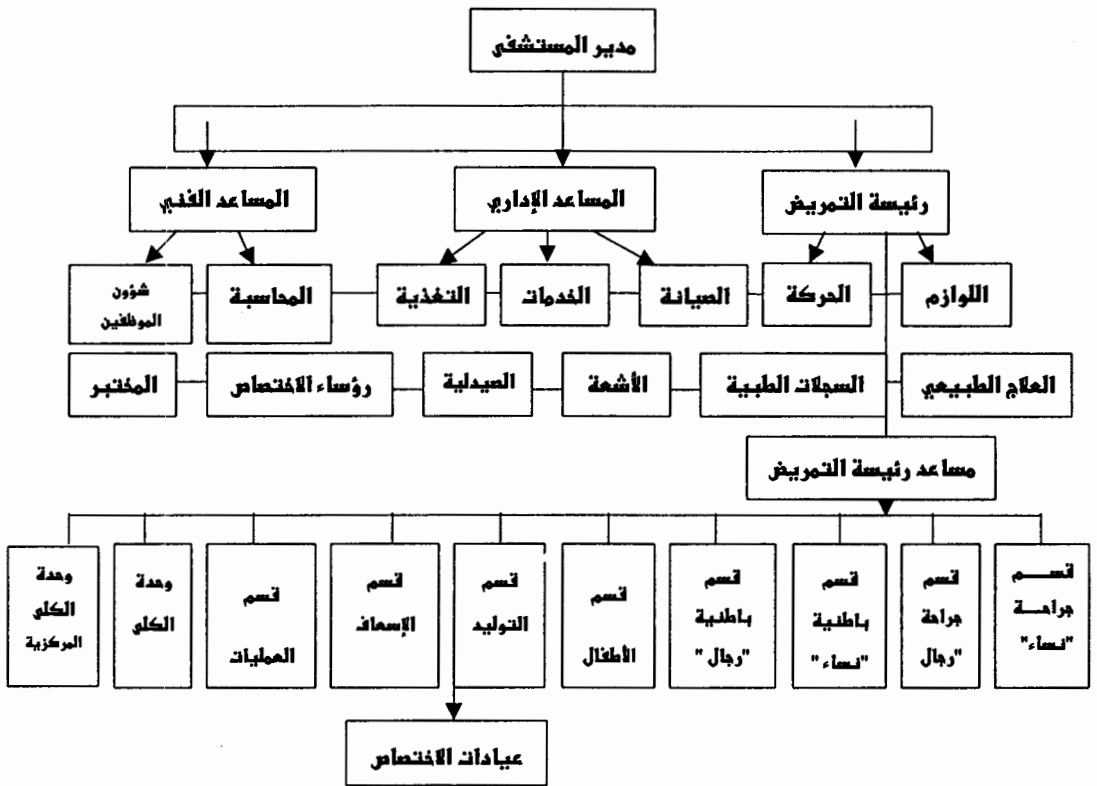 مدير المستشفى
رئيسة التمريض
المساعد الإداري
المساعد الفني
اللوازم
الحركة
الصيانة
الخدمات
التغذية
المحاسبة
شؤون
الموظفين
العلاج الطبيعي
السجلات الطبية
الأشعة
الصيدلية
رؤساء الاختصاص
المختبر
مساعد رئيسة التمريض
قسم
جراحة
"نساء"
قسم
جراحة
"رجال
قسم
باطنية
"نساء"
قسم
باطنية
"رجال"
قسم
الأطفال
قسم
التوليد
قسم
الإسعاف
قسم
العمليات
وحدة
الكلى
وحدة
الكلى
المركزية
عيادات الاختصاص